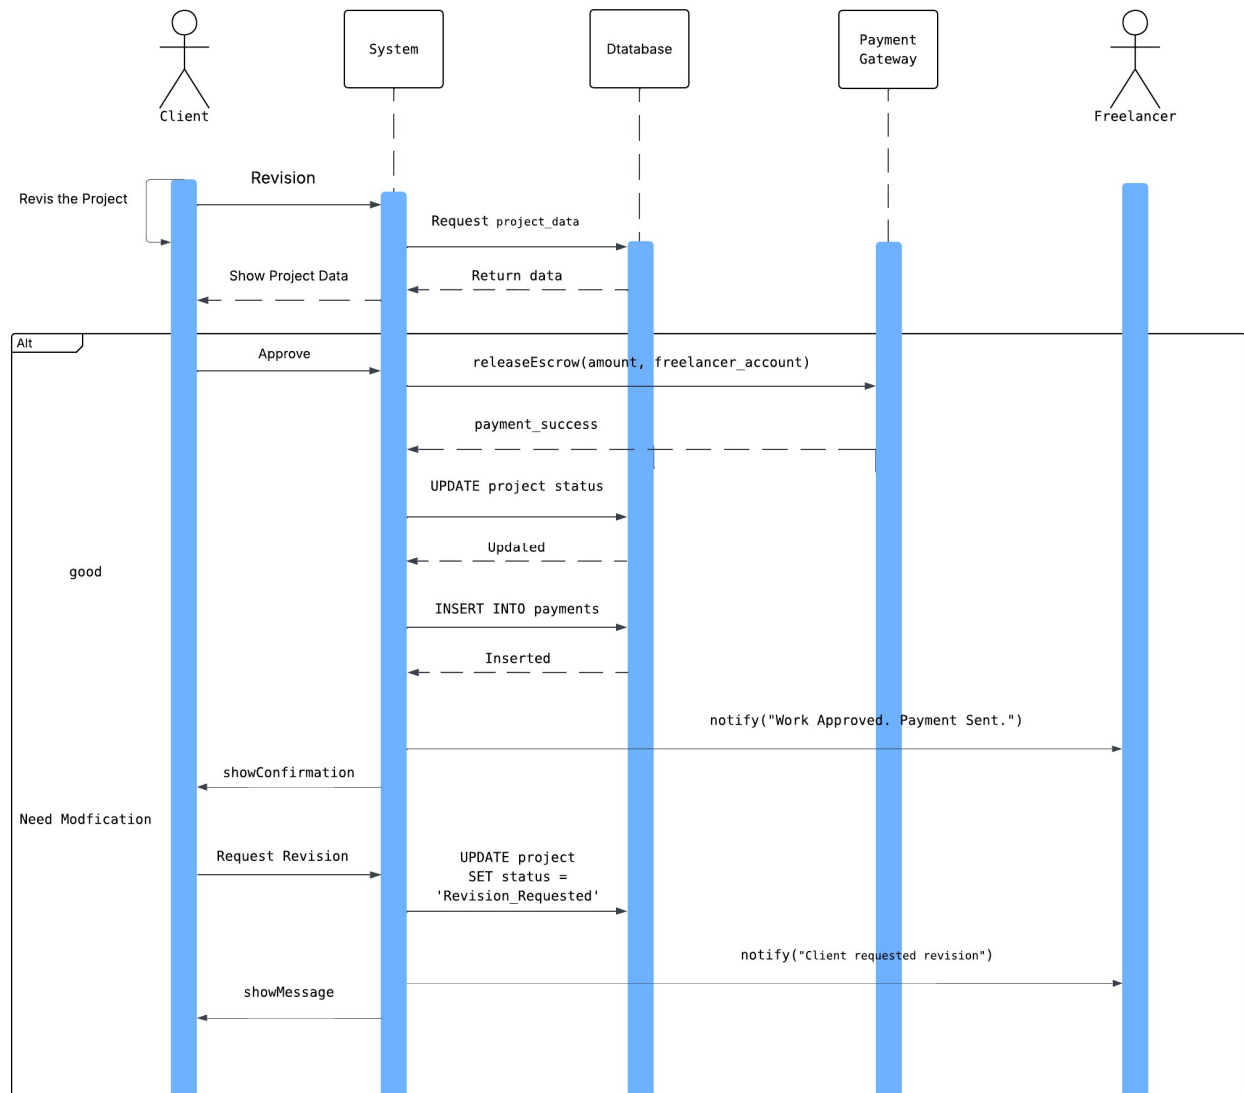 System
Dtatabase
Payment
Gateway
Client
Freelancer
Revision
Revis the Project
Request project_data
Show Project Data
Return data
Alt
Approve
releaseEscrow(amount, freelancer_account)
payment_success
UPDATE project status
Updated
good
INSERT INTO payments
Inserted
notify("Work Approved. Payment Sent.")
showConfirmation
Need Modfication
Request Revision
UPDATE project
SET status =
'Revision_Requested'
notify("Client requested revision")
showMessage